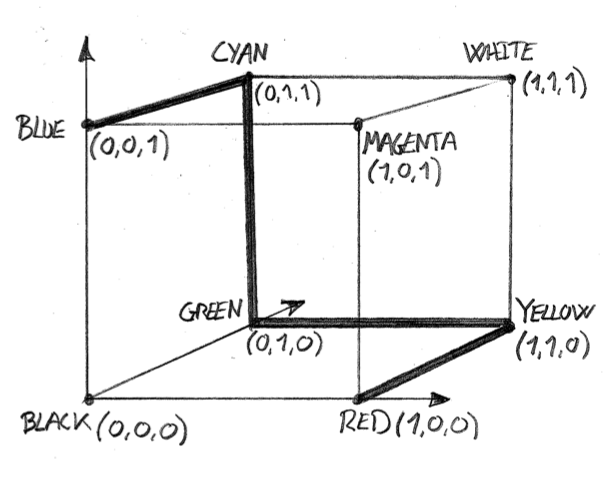 CYAN
WHITE
(0,1,1)
(1,1,1)
BLUE
(0,0,1)
MAGENTA
(1,0,1)
GREEN
(0,1,0)
YELLOW
(1,1,0)
BLACK (0,0,0)
RED (1,0,0)